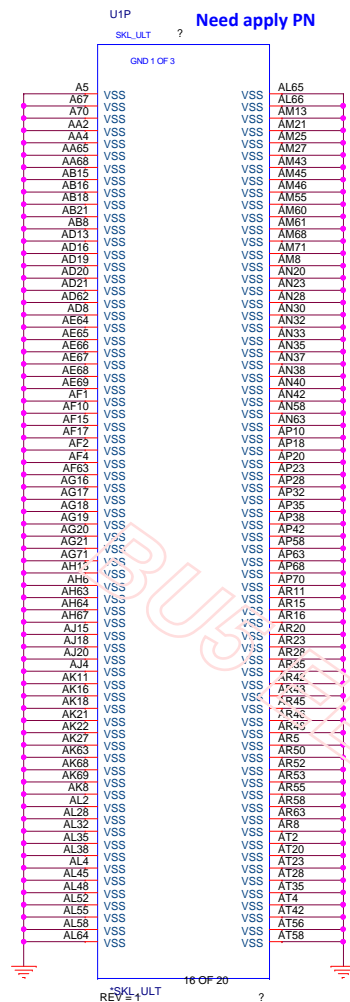 U1P
Need apply PN
SKL_ULT ?
GND 1 OF 3
A5 VSS VSS AL65
A67 VSS VSS AL66
A70 VSS VSS AM13
AA2 VSS VSS AM21
AA4 VSS VSS AM25
AA65 VSS VSS AM27
AA68 VSS VSS AM43
AB15 VSS VSS AM45
AB16 VSS VSS AM46
AB18 VSS VSS AM55
AB21 VSS VSS AM60
AB8 VSS VSS AM61
AD13 VSS VSS AM68
AD16 VSS VSS AM71
AD19 VSS VSS AM8
AD20 VSS VSS AN20
AD21 VSS VSS AN23
AD62 VSS VSS AN28
AD8 VSS VSS AN30
AE64 VSS VSS AN32
AE65 VSS VSS AN33
AE66 VSS VSS AN35
AE67 VSS VSS AN37
AE68 VSS VSS AN38
AE69 VSS VSS AN40
AF1 VSS VSS AN42
AF10 VSS VSS AN58
AF15 VSS VSS AN63
AF17 VSS VSS AP10
AF2 VSS VSS AP18
AF4 VSS VSS AP20
AF63 VSS VSS AP23
AG16 VSS VSS AP28
AG17 VSS VSS AP32
AG18 VSS VSS AP35
AG19 VSS VSS AP38
AG20 VSS VSS AP42
AG21 VSS VSS AP58
AG71 VSS VSS AP63
AH13 VSS VSS AP68
AH6 VSS VSS AP70
AH63 VSS VSS AR11
AH64 VSS VSS AR15
AH67 VSS VSS AR16
AJ15 VSS VSS AR20
AJ18 VSS VSS AR23
AJ20 VSS VSS AR28
AJ4 VSS VSS AR35
AK11 VSS VSS AR42
AK16 VSS VSS AR43
AK18 VSS VSS AR45
AK21 VSS VSS AR46
AK22 VSS VSS AR48
AK27 VSS VSS AR5
AK63 VSS VSS AR50
AK68 VSS VSS AR52
AK69 VSS VSS AR53
AK8 VSS VSS AR55
AL2 VSS VSS AR58
AL28 VSS VSS AR63
AL32 VSS VSS AR8
AL35 VSS VSS AT2
AL38 VSS VSS AT20
AL4 VSS VSS AT23
AL45 VSS VSS AT28
AL48 VSS VSS AT35
AL52 VSS VSS AT4
AL55 VSS VSS AT42
AL58 VSS VSS AT56
AL64 VSS VSS AT58
16 OF 20
*SKL_ULT
REV = 1 ?